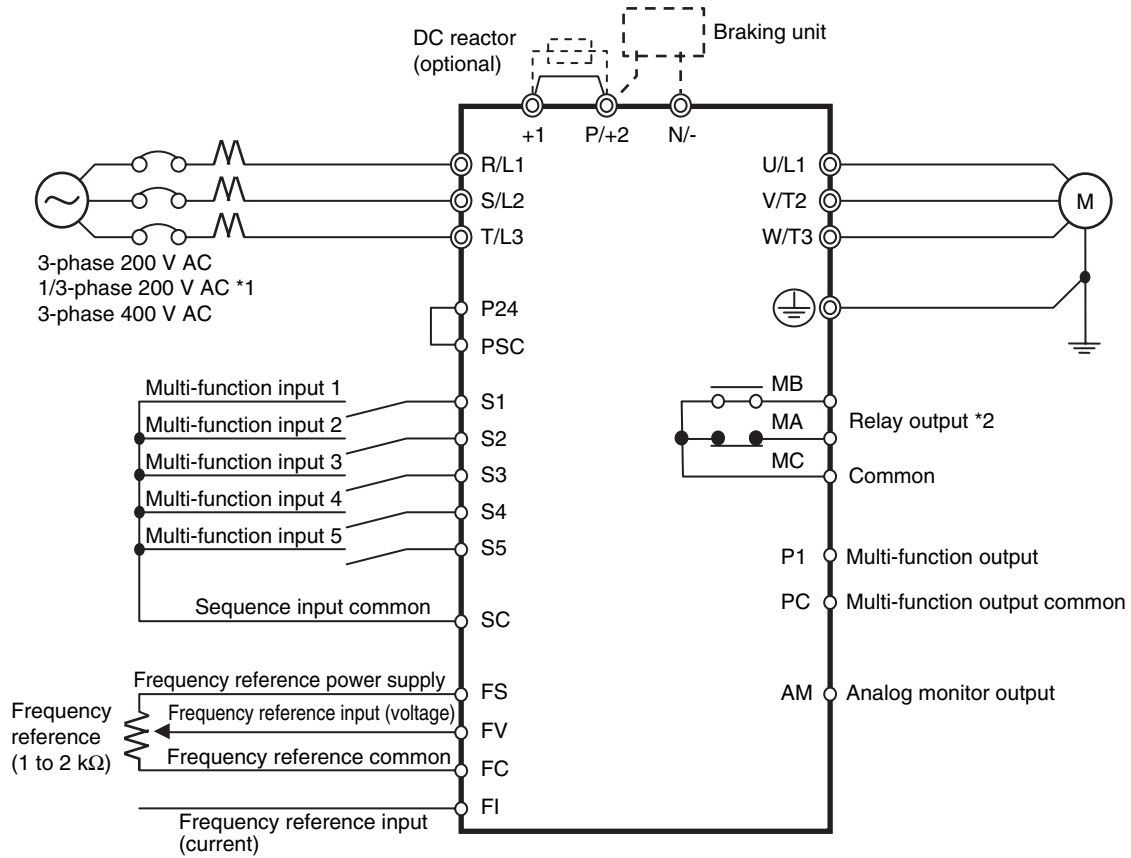 DC reactor
(optional)
Braking unit
+1
P/+2
N/-
R/L1
S/L2
T/L3
U/L1
V/T2
W/T3
M
3-phase 200 V AC
1/3-phase 200 V AC *1
3-phase 400 V AC
P24
PSC
Multi-function input 1
S1
Multi-function input 2
S2
Multi-function input 3
S3
Multi-function input 4
S4
Multi-function input 5
S5
Sequence input common
SC
MB
MA
Relay output *2
MC
Common
P1
Multi-function output
PC
Multi-function output common
AM
Analog monitor output
Frequency reference power supply
FS
Frequency
reference
(1 to 2 kΩ)
Frequency reference input (voltage)
FV
Frequency reference common
FC
FI
Frequency reference input
(current)